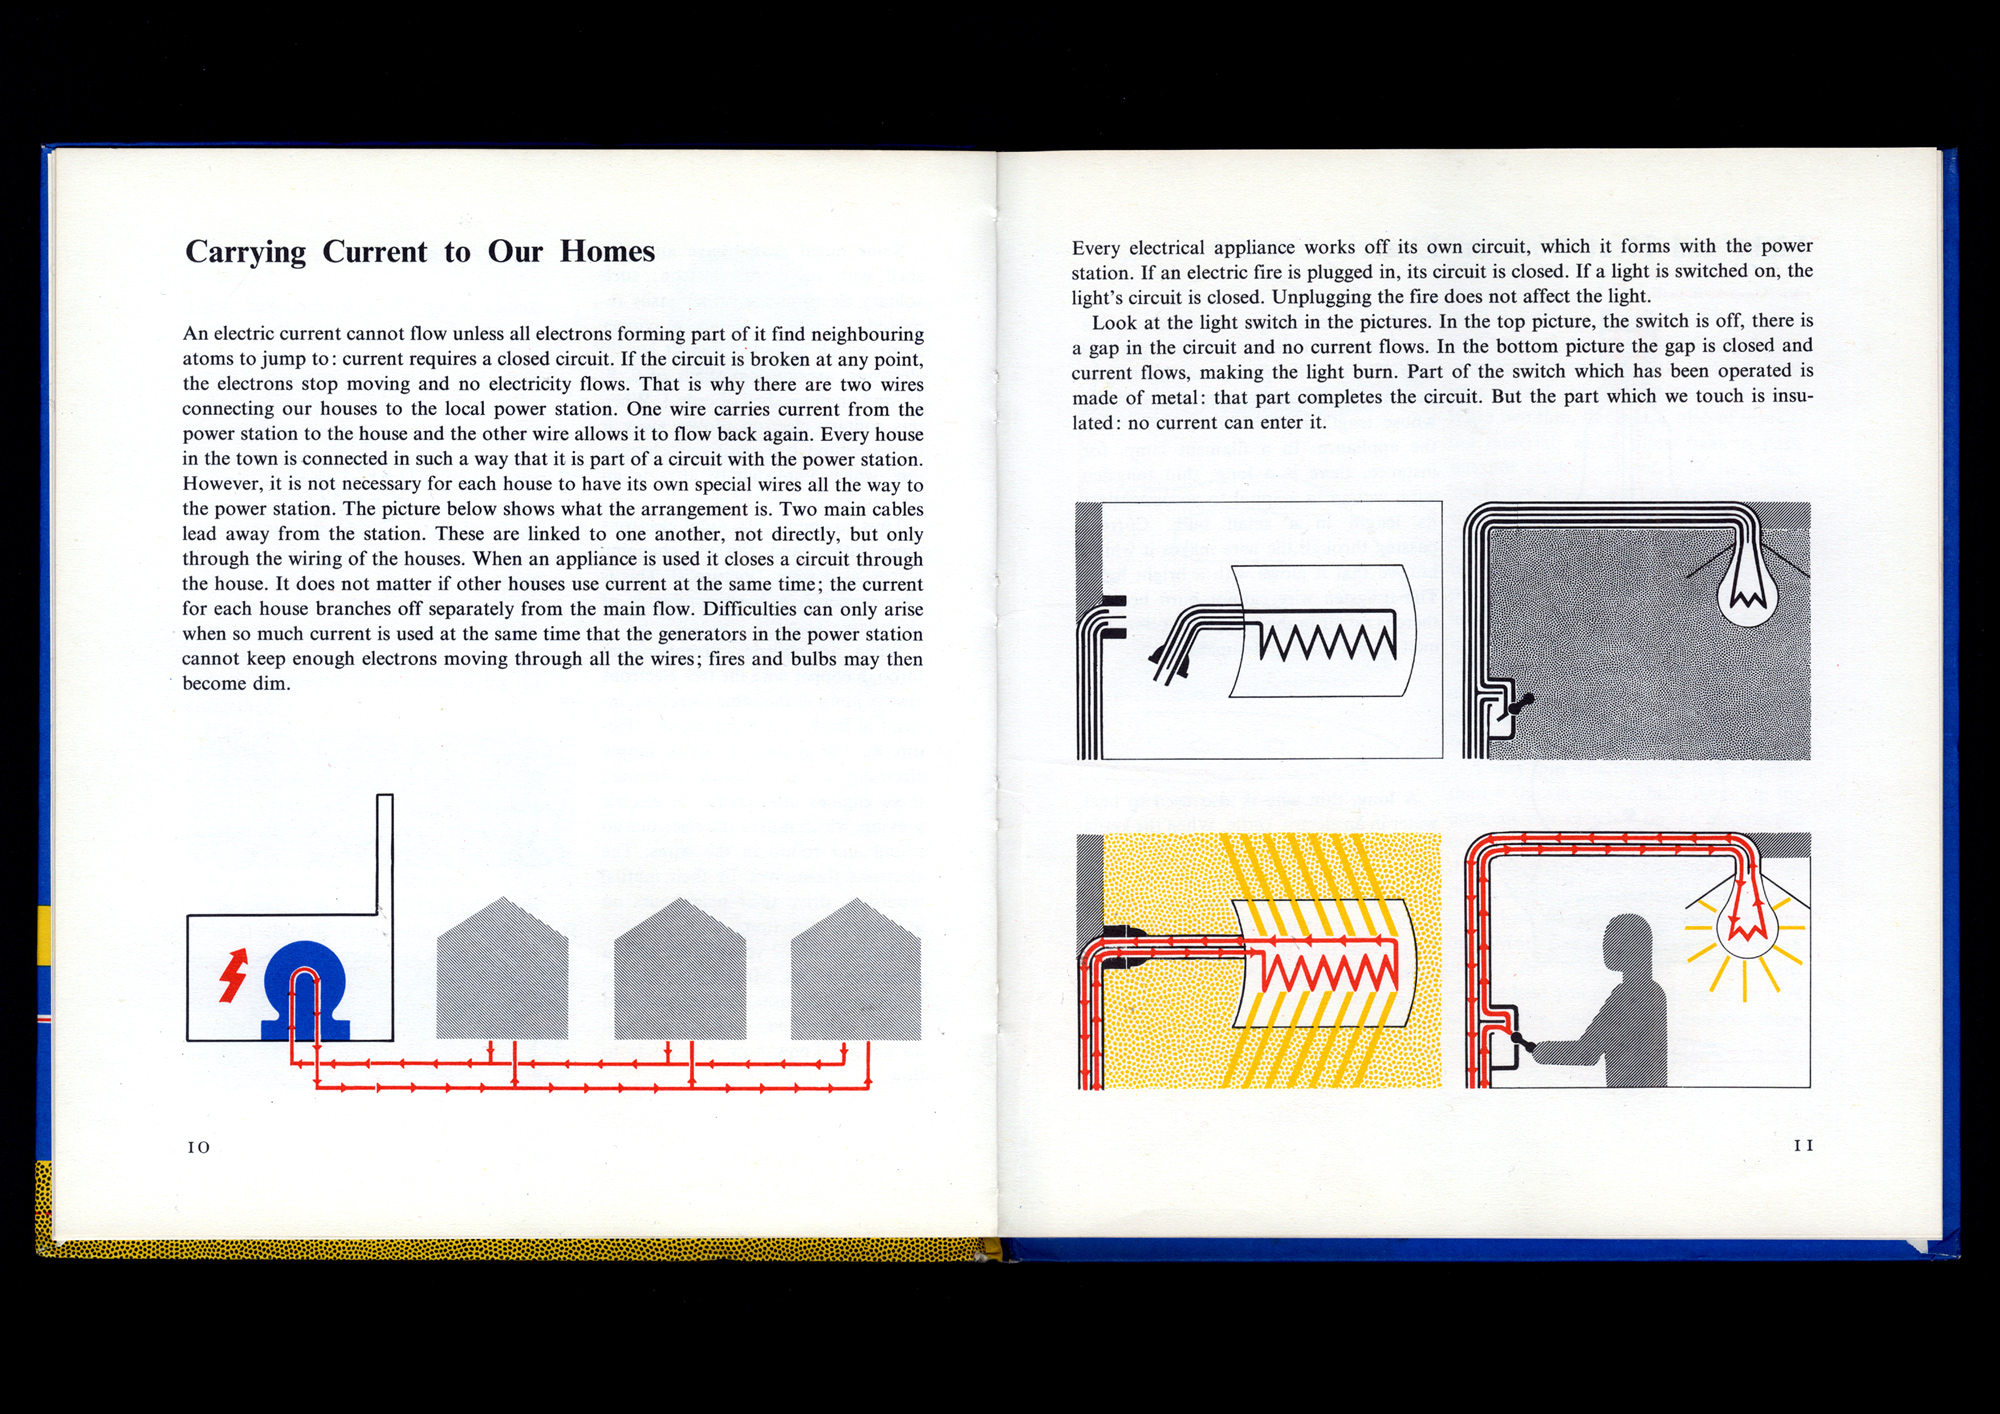 Carrying Current to Our Homes
An electric current cannot flow unless all electrons forming part of it find neighbouring
atoms to jump to: current requires a closed circuit. If the circuit is broken at any point,
the electrons stop moving and no electricity flows. That is why there are two wires
connecting our houses to the local power station. One wire carries current from the
power station to the house and the other wire allows it to flow back again. Every house
in the town is connected in such a way that it is part of a circuit with the power station.
However, it is not necessary for each house to have its own special wires all the way to
the power station. The picture below shows what the arrangement is. Two main cables
lead away from the station. These are linked to one another, not directly, but only
through the wiring of the houses. When an appliance is used it closes a circuit through
the house. It does not matter if other houses use current at the same time; the current
for each house branches off separately from the main flow. Difficulties can only arise
when so much current is used at the same time that the generators in the power station
cannot keep enough electrons moving through all the wires; fires and bulbs may then
become dim.
10
Every electrical appliance works off its own circuit, which it forms with the power
station. If an electric fire is plugged in, its circuit is closed. If a light is switched on, the
light's circuit is closed. Unplugging the fire does not affect the light.
Look at the light switch in the pictures. In the top picture, the switch is off, there is
a gap in the circuit and no current flows. In the bottom picture the gap is closed and
current flows, making the light burn. Part of the switch which has been operated is
made of metal: that part completes the circuit. But the part which we touch is insu-
lated: no current can enter it.
11